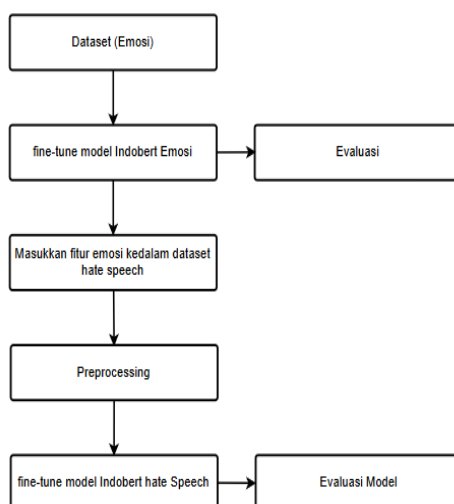 Dataset (Emosi)
fine-tune model Indobert Emosi
Evaluasi
Masukkan fitur emosi kedalam dataset
hate speech
Preprocessing
fine-tune model Indobert hate Speech
Evaluasi Model